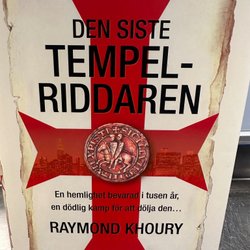 DEN SISTE
TEMPEL-
RIDDAREN
En hemlighet bevarad i tusen år,
en dödlig kamp för att dölja den...
RAYMOND KHOURY